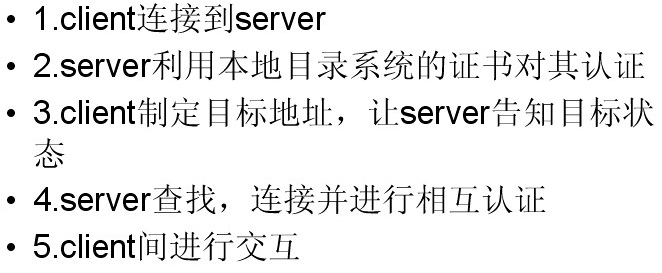 • 1.client连接到server
• 2.server利用本地目录系统的证书对其认证
• 3.client制定目标地址，让server告知目标状
态
• 4.server查找，连接并进行相互认证
• 5.client间进行交互